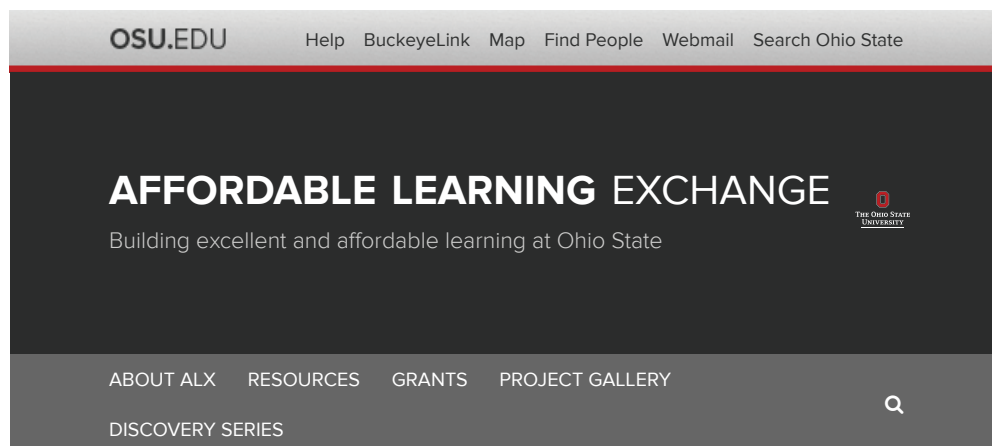 OSU.EDU Help BuckeyeLink Map Find People Webmail Search Ohio State
AFFORDABLE LEARNING EXCHANGE
Building excellent and affordable learning at Ohio State
THE OHIO STATE
UNIVERSITY
ABOUT ALX RESOURCES GRANTS PROJECT GALLERY
DISCOVERY SERIES